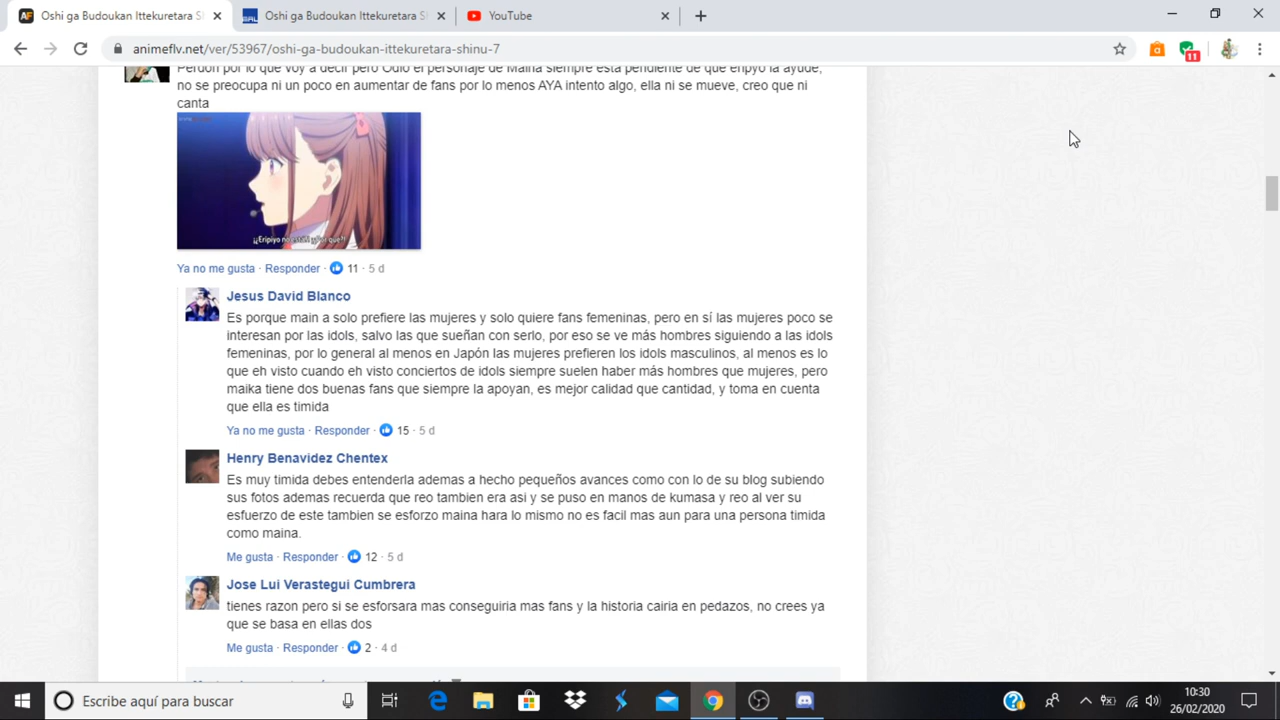 Oshi ga Budoukan Ittekuretara S
Oshi ga Budoukan Ittekuretara S
YouTube
animeflv.net/ver/53967/oshi-ga-budoukan-ittekuretara-shinu-7
11
Perdon por lo que voy a decir pero Odio el personaje de Maina siempre esta pendiente de que eripyo la ayude,
no se preocupa ni un poco en aumentar de fans por lo menos AYA intento algo, ella ni se mueve, creo que ni
canta
¡¡Eripiyo no está!! ¡¿Por qué?!
Ya no me gusta · Responder · 11 · 5 d
Jesus David Blanco
Es porque main a solo prefiere las mujeres y solo quiere fans femeninas, pero en sí las mujeres poco se
interesan por las idols, salvo las que sueñan con serlo, por eso se ve más hombres siguiendo a las idols
femeninas, por lo general al menos en Japón las mujeres prefieren los idols masculinos, al menos es lo
que eh visto cuando eh visto conciertos de idols siempre suelen haber más hombres que mujeres, pero
maika tiene dos buenas fans que siempre la apoyan, es mejor calidad que cantidad, y toma en cuenta
que ella es timida
Ya no me gusta · Responder · 15 · 5 d
Henry Benavidez Chentex
Es muy timida debes entenderla ademas a hecho pequeños avances como con lo de su blog subiendo
sus fotos ademas recuerda que reo tambien era asi y se puso en manos de kumasa y reo al ver su
esfuerzo de este tambien se esforzo maina hara lo mismo no es facil mas aun para una persona timida
como maina.
Me gusta · Responder · 12 · 5 d
Jose Lui Verastegui Cumbrera
tienes razon pero si se esforsara mas conseguiria mas fans y la historia cairia en pedazos, no crees ya
que se basa en ellas dos
Me gusta · Responder · 2 · 4 d
Escribe aquí para buscar
10:30
26/02/2020